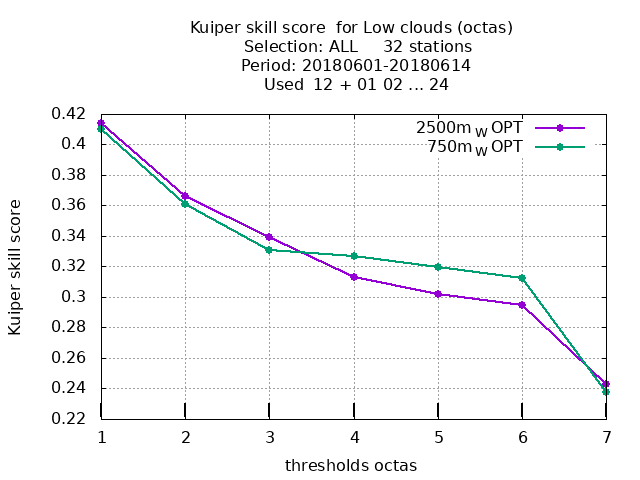 Kuiper skill score  for Low clouds (octas)
Selection: ALL     32 stations
Period: 20180601-20180614
Used  12 + 01 02 ... 24
2500m W OPT
750m W OPT
0.42
0.4
0.38
0.36
0.34
0.32
0.3
0.28
0.26
0.24
0.22
Kuiper skill score
1 2 3 4 5 6 7
thresholds octas